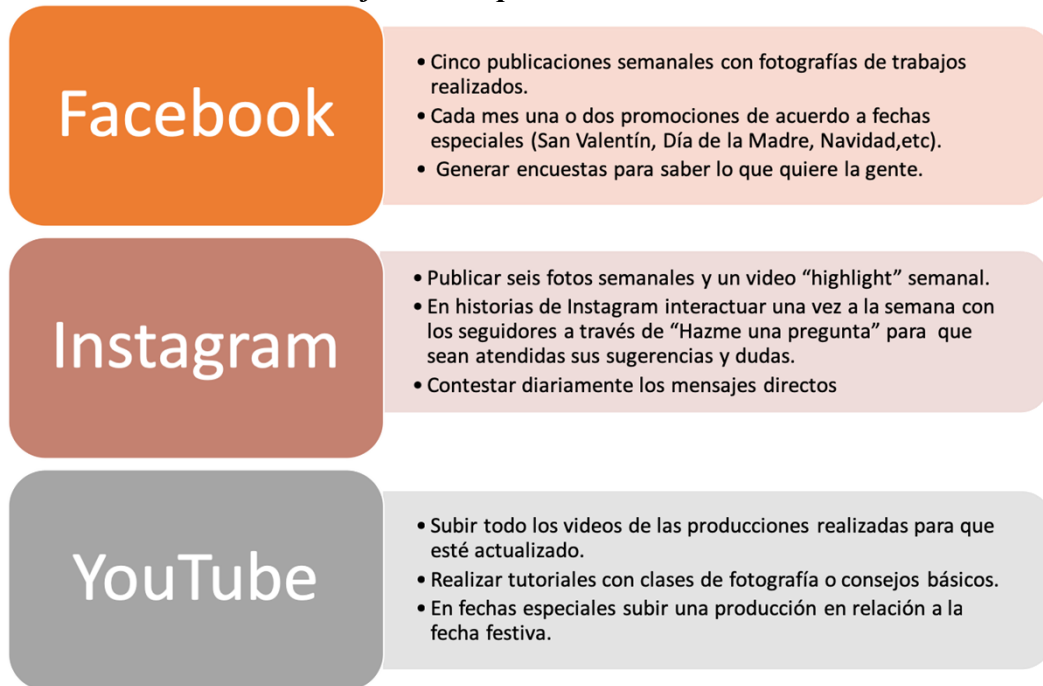 Facebook
• Cinco publicaciones semanales con fotografías de trabajos
realizados.
• Cada mes una o dos promociones de acuerdo a fechas
especiales (San Valentín, Día de la Madre, Navidad,etc).
• Generar encuestas para saber lo que quiere la gente.
Instagram
• Publicar seis fotos semanales y un video “highlight” semanal.
• En historias de Instagram interactuar una vez a la semana con
los seguidores a través de “Hazme una pregunta” para que
sean atendidas sus sugerencias y dudas.
• Contestar diariamente los mensajes directos
YouTube
• Subir todo los videos de las producciones realizadas para que
esté actualizado.
• Realizar tutoriales con clases de fotografía o consejos básicos.
• En fechas especiales subir una producción en relación a la
fecha festiva.